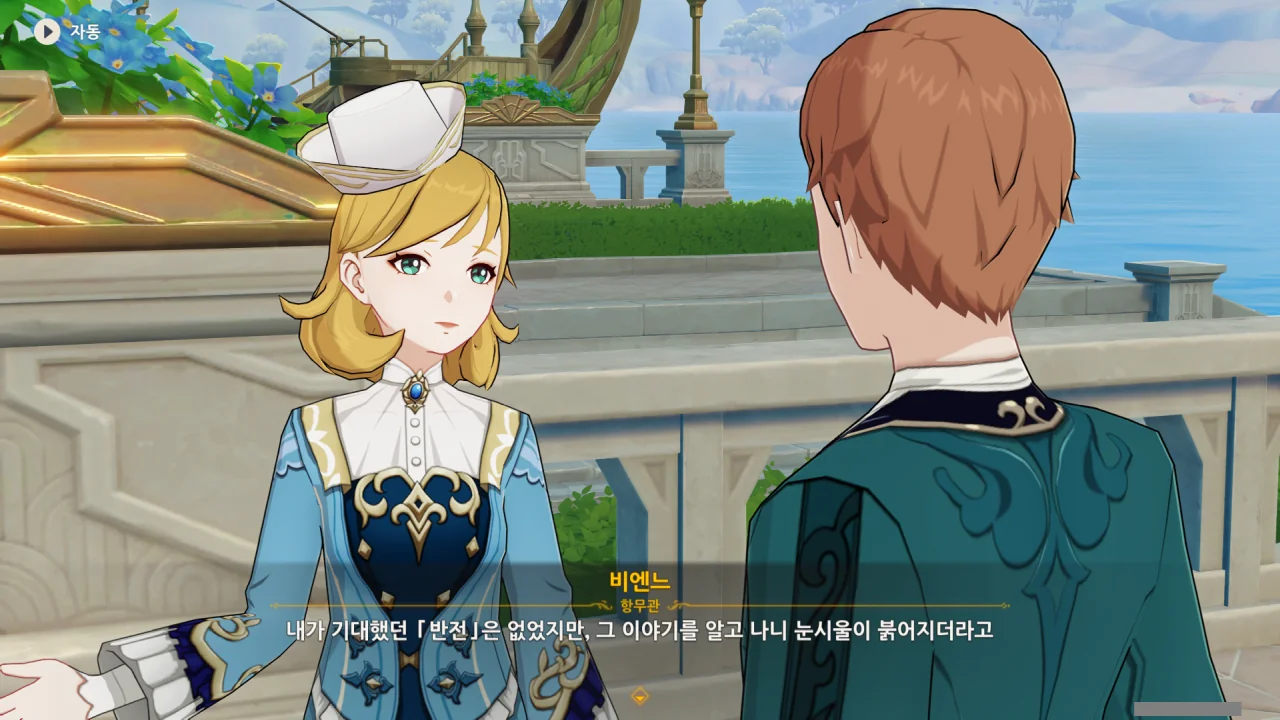 자동
비엔느
항무관
내가 기대했던 「반전」은 없었지만, 그 이야기를 알고 나니 눈시울이 붉어지더라고